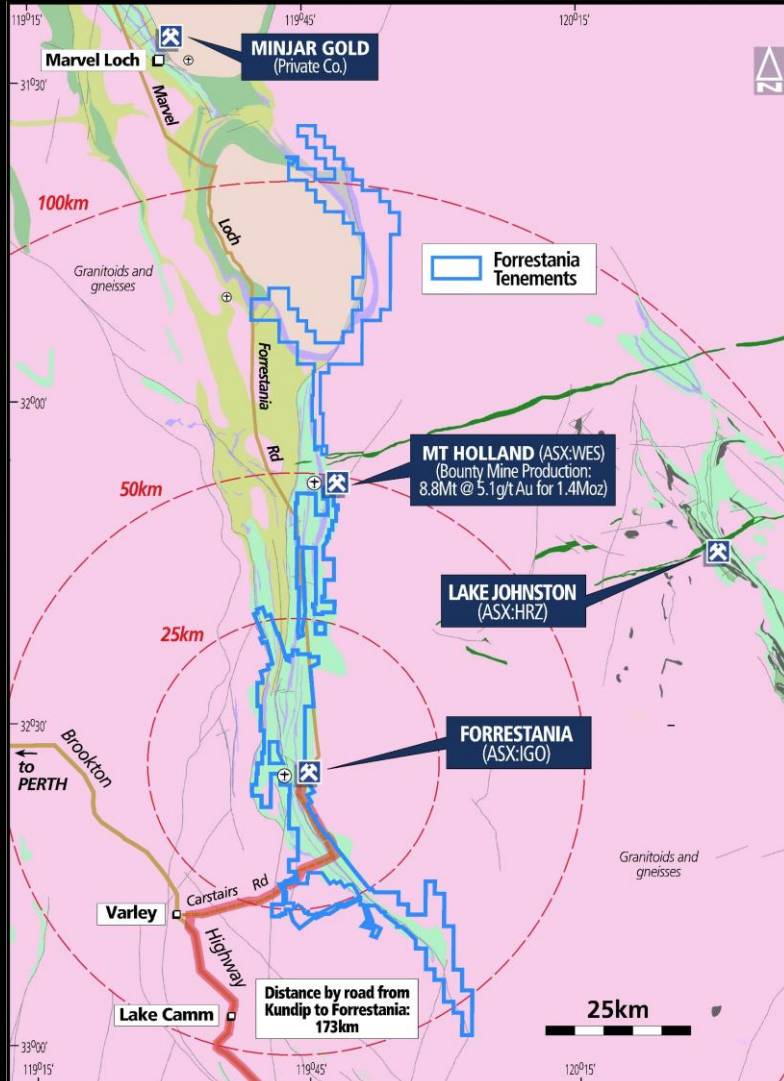 119°15'
119°45'
120°15'
MINJAR GOLD
(Private Co.)
Marvel Loch
31°30'
N
Marvel
100km
Loch
Granitoids and
gneisses
Forrestania
Tenements
Forrestania
32°00'
Rd
MT HOLLAND (ASX:WES)
(Bounty Mine Production:
8.8Mt @ 5.1g/t Au for 1.4Moz)
50km
LAKE JOHNSTON
(ASX:HRZ)
25km
32°30'
FORRESTANIA
(ASX:IGO)
Brookton
to
PERTH
Granitoids and
gneisses
Carstairs Rd
Varley
Highway
Distance by road from
Kundip to Forrestania:
173km
25km
Lake Camm
33°00'
119°15'
119°45'
120°15'